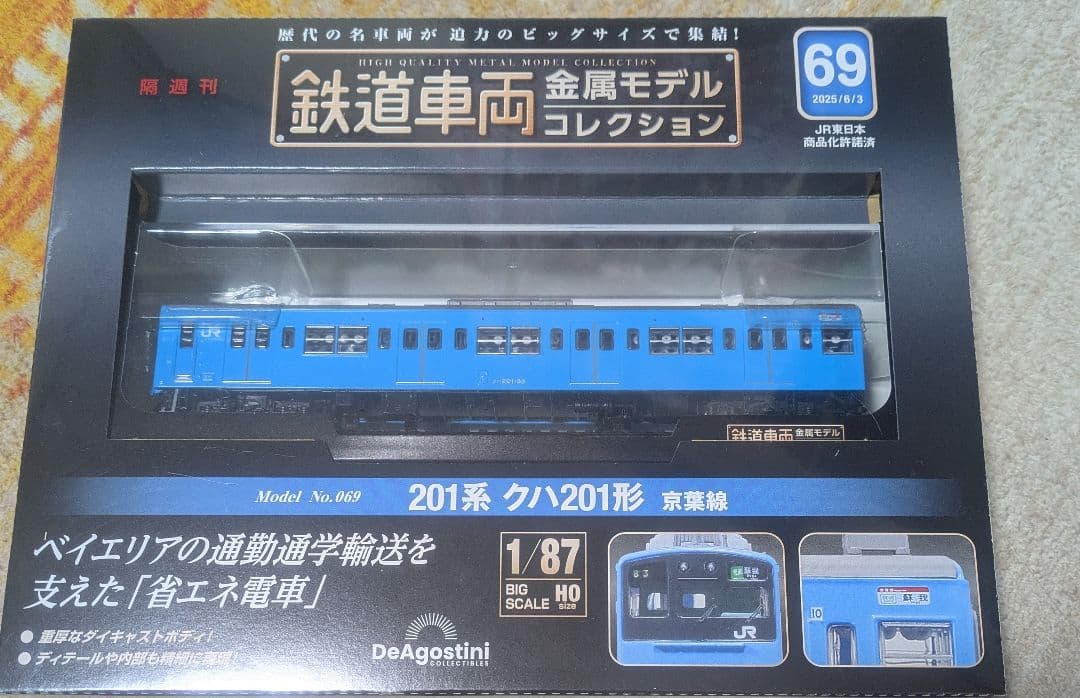 歴代の名車両が 迫力のビッグサイズで集結!
HIGH QUALITY METAL MODEL COLLECTION
隔週刊
鉄道車両 金属モデル コレクション
69
2025/6/3
JR東日本
商品化許諾済
JR
鉄道車両 金属モデル
Model No.069 201系 クハ201形 京葉線
ベイエリアの通勤通学輸送を
支えた「省エネ電車」
● 重厚なダイキャストボディ!
● ディテールや内部も精細に再現!
DeAgostini
COLLECTIBLES
1/87
BIG SCALE HO size
83
蘇我
JR
10
蘇我